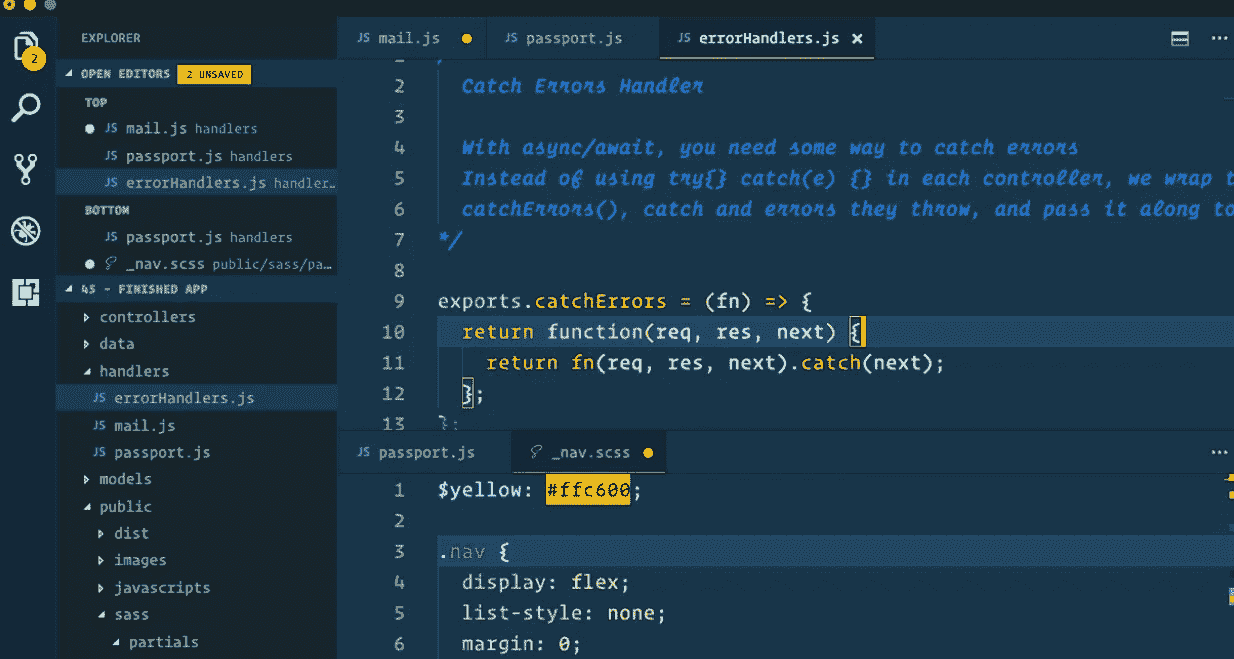 2
EXPLORER
OPEN EDITORS 2 UNSAVED
TOP
JS mail.js handlers
JS passport.js handlers
JS errorHandlers.js handler…
BOTTOM
JS passport.js handlers
_nav.scss public/sass/pa…
45 - FINISHED APP
controllers
data
handlers
JS errorHandlers.js
JS mail.js
JS passport.js
models
public
dist
images
javascripts
sass
partials
JS mail.js JS passport.js JS errorHandlers.js ×
2 Catch Errors Handler
3
4 With async/await, you need some way to catch errors
5 Instead of using try{} catch(e) {} in each controller, we wrap t
6 catchErrors(), catch and errors they throw, and pass it along to
7 */
8
9 exports.catchErrors = (fn) => {
10 return function(req, res, next) {
11 return fn(req, res, next).catch(next);
12 };
13 };
JS passport.js _nav.scss
1 $yellow: #ffc600;
2
3 .nav {
4 display: flex;
5 list-style: none;
6 margin: 0;